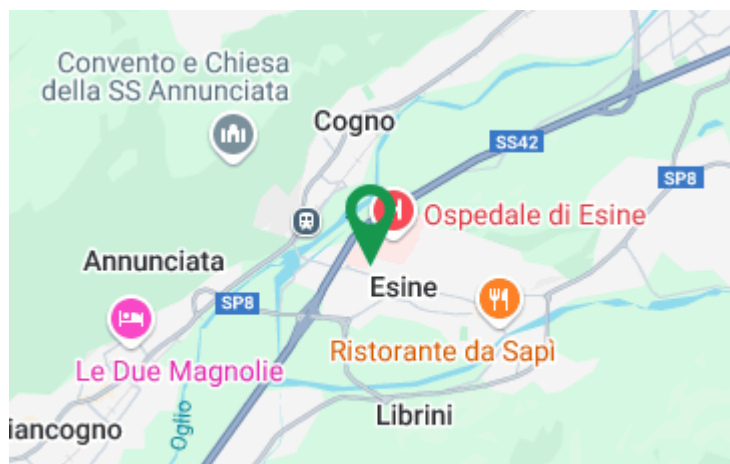 Convento e Chiesa
della SS Annunciata
Cogno
SS42
SP8
Ospedale di Esine
Annunciata
Esine
SP8
Ristorante da Sapì
Le Due Magnolie
Librini
iancogno
Oglio